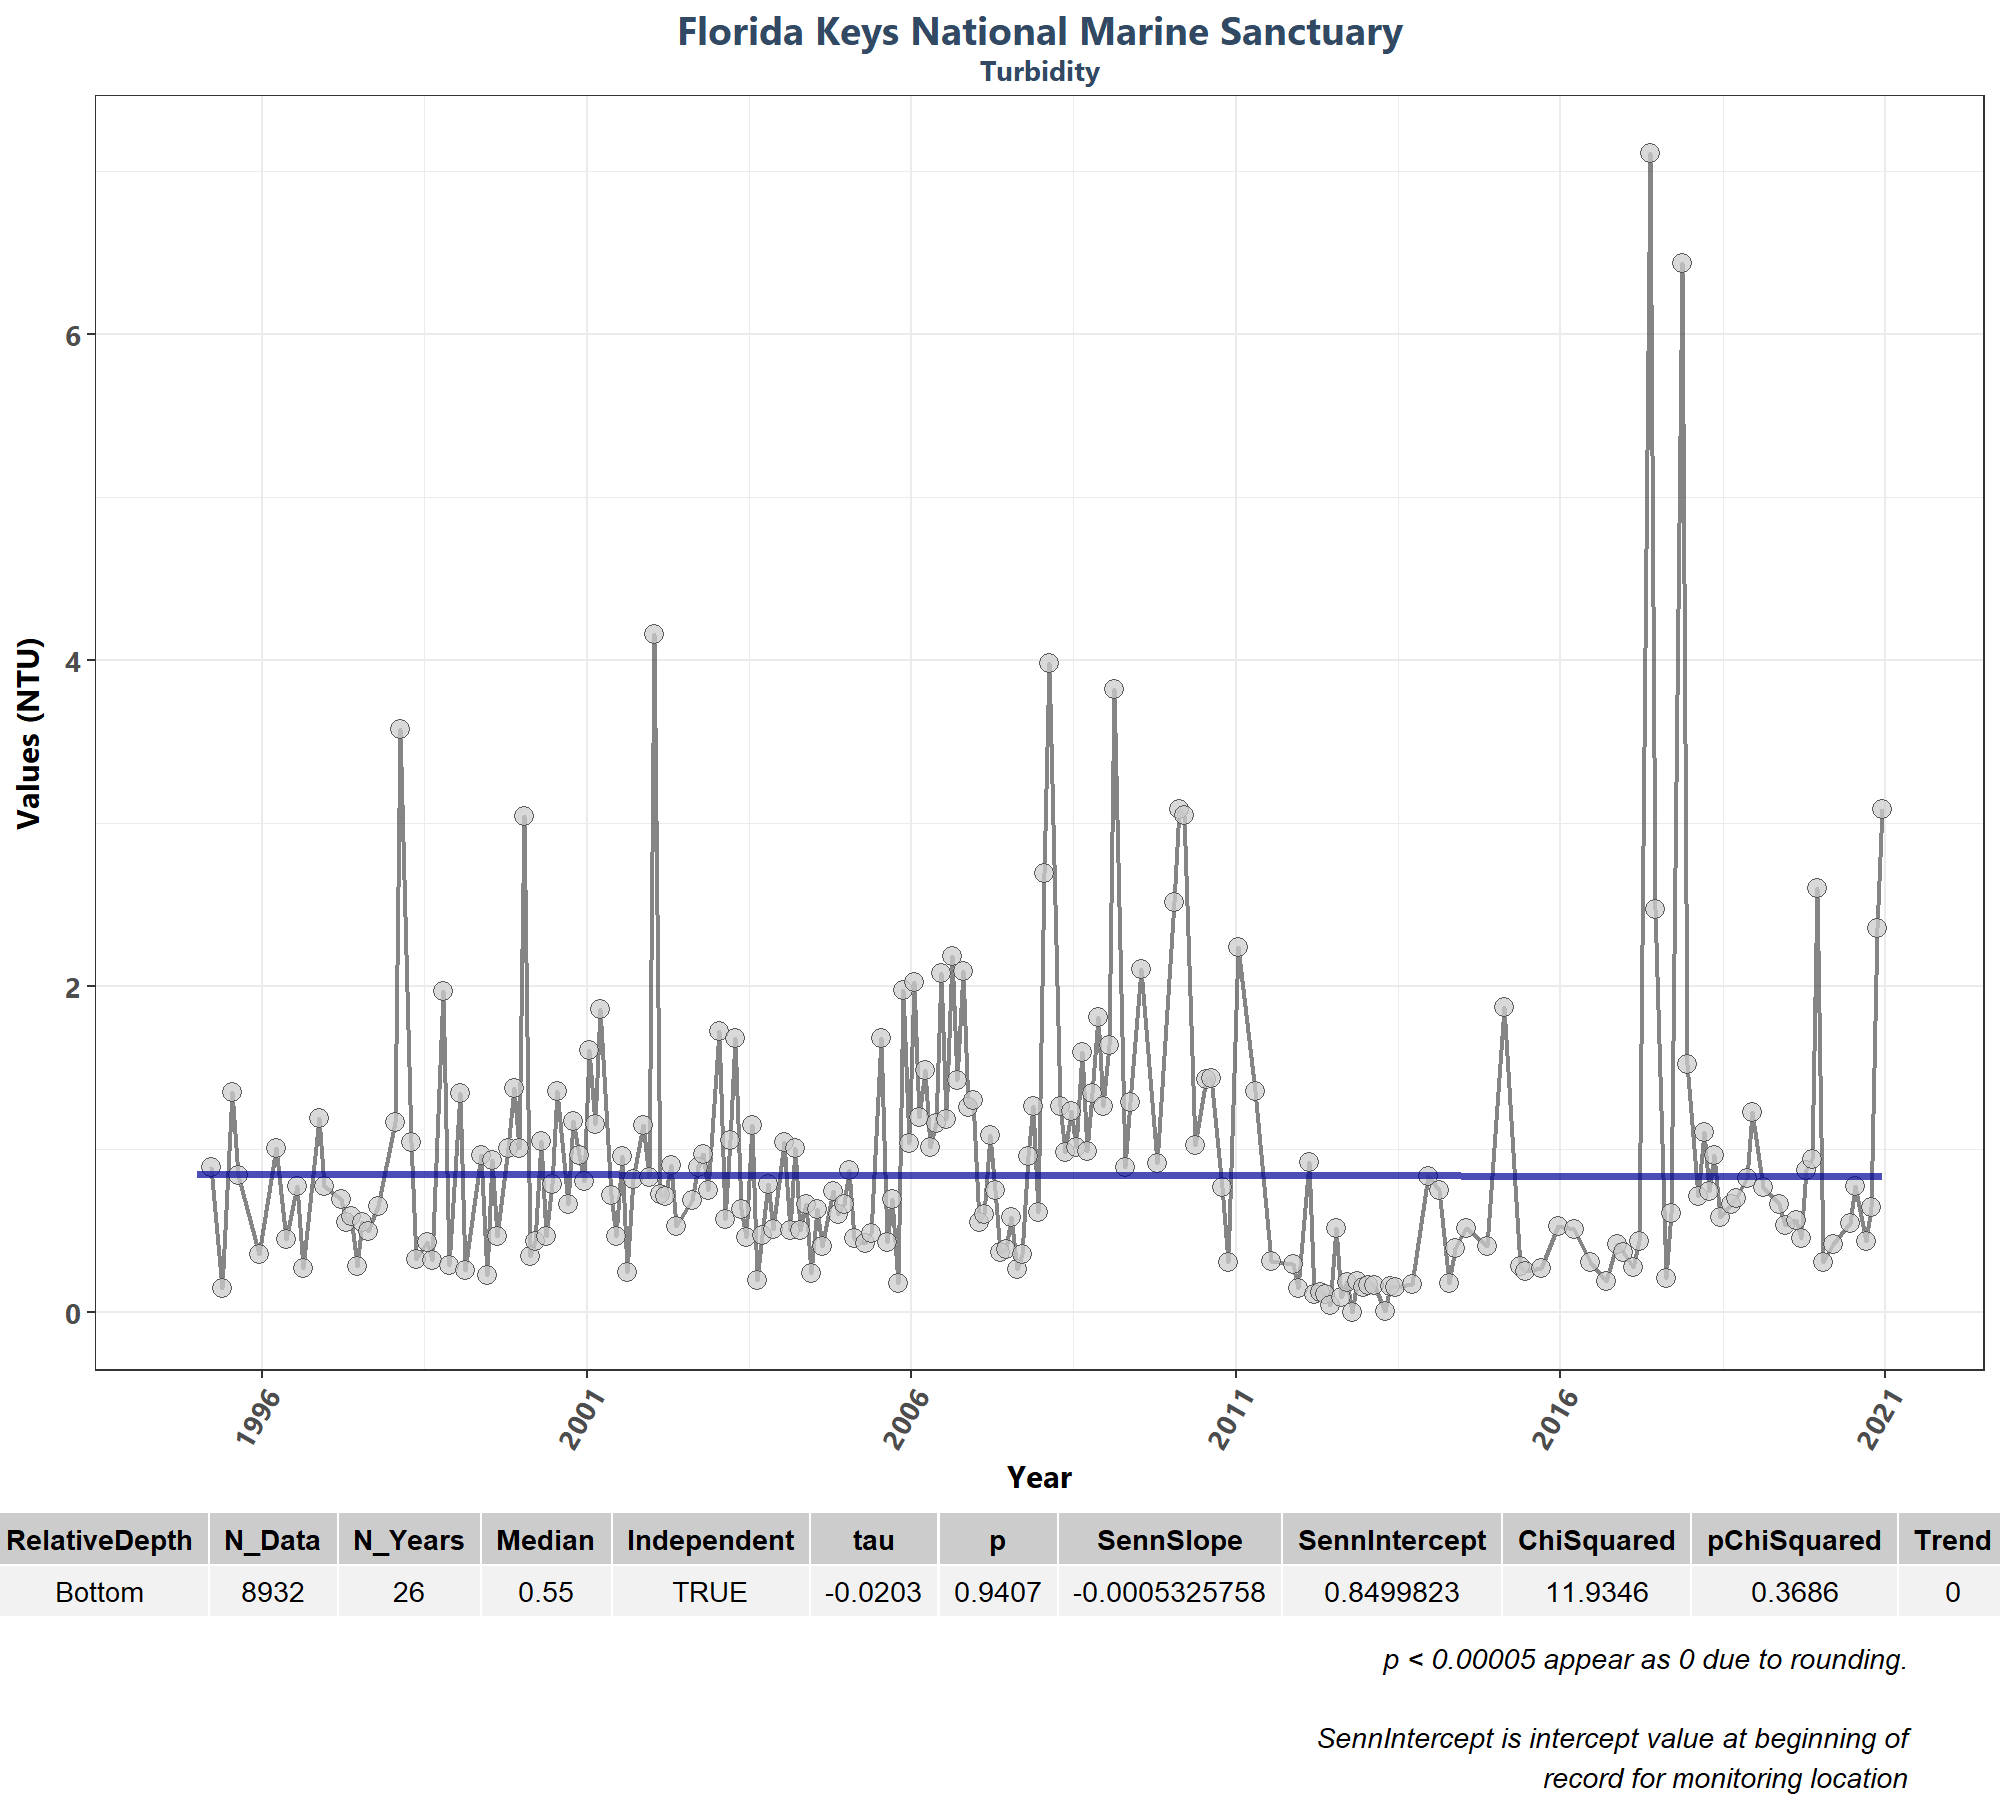 Florida Keys National Marine Sanctuary
Turbidity
Values (NTU)
6
4
2
0
1996 2001 2006 2011 2016 2021
Year
RelativeDepth N_Data N_Years Median Independent tau p SennSlope SennIntercept ChiSquared pChiSquared Trend
Bottom 8932 26 0.55 TRUE -0.0203 0.9407 -0.0005325758 0.8499823 11.9346 0.3686 0
p < 0.00005 appear as 0 due to rounding.
SennIntercept is intercept value at beginning of
record for monitoring location